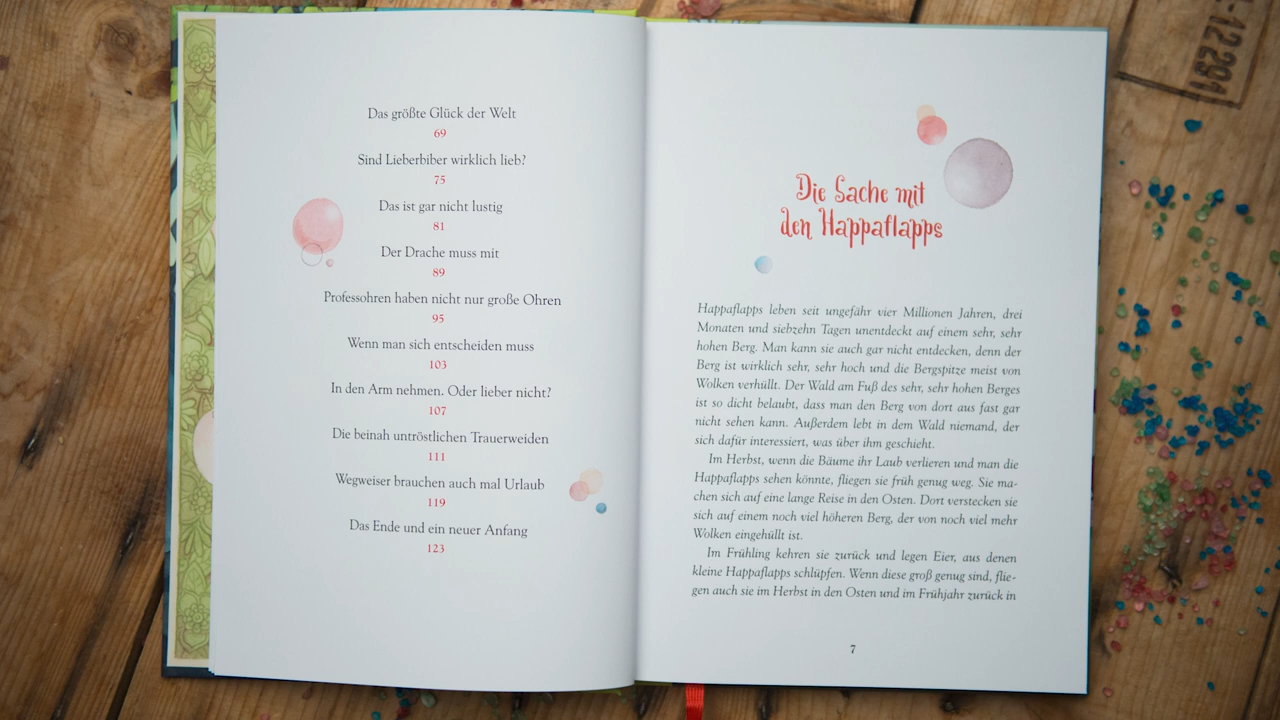 Das größte Glück der Welt
69
Sind Lieberbiber wirklich lieb?
75
Das ist gar nicht lustig
81
Der Drache muss mit
89
Professohren haben nicht nur große Ohren
95
Wenn man sich entscheiden muss
103
In den Arm nehmen. Oder lieber nicht?
107
Die beinah untröstlichen Trauerweiden
111
Wegweiser brauchen auch mal Urlaub
119
Das Ende und ein neuer Anfang
123
Die Sache mit
den Happaflapps
Happaflapps leben seit ungefähr vier Millionen Jahren, drei
Monaten und siebzehn Tagen unentdeckt auf einem sehr, sehr
hohen Berg. Man kann sie auch gar nicht entdecken, denn der
Berg ist wirklich sehr, sehr hoch und die Bergspitze meist von
Wolken verhüllt. Der Wald am Fuß des sehr, sehr hohen Berges
ist so dicht belaubt, dass man den Berg von dort aus fast gar
nicht sehen kann. Außerdem lebt in dem Wald niemand, der
sich dafür interessiert, was über ihm geschieht.
Im Herbst, wenn die Bäume ihr Laub verlieren und man die
Happaflapps sehen könnte, fliegen sie früh genug weg. Sie ma-
chen sich auf eine lange Reise in den Osten. Dort verstecken sie
sich auf einem noch viel höheren Berg, der von noch viel mehr
Wolken eingehüllt ist.
Im Frühling kehren sie zurück und legen Eier, aus denen
kleine Happaflapps schlüpfen. Wenn diese groß genug sind, flie-
gen auch sie im Herbst in den Osten und im Frühjahr zurück in
7
-12291